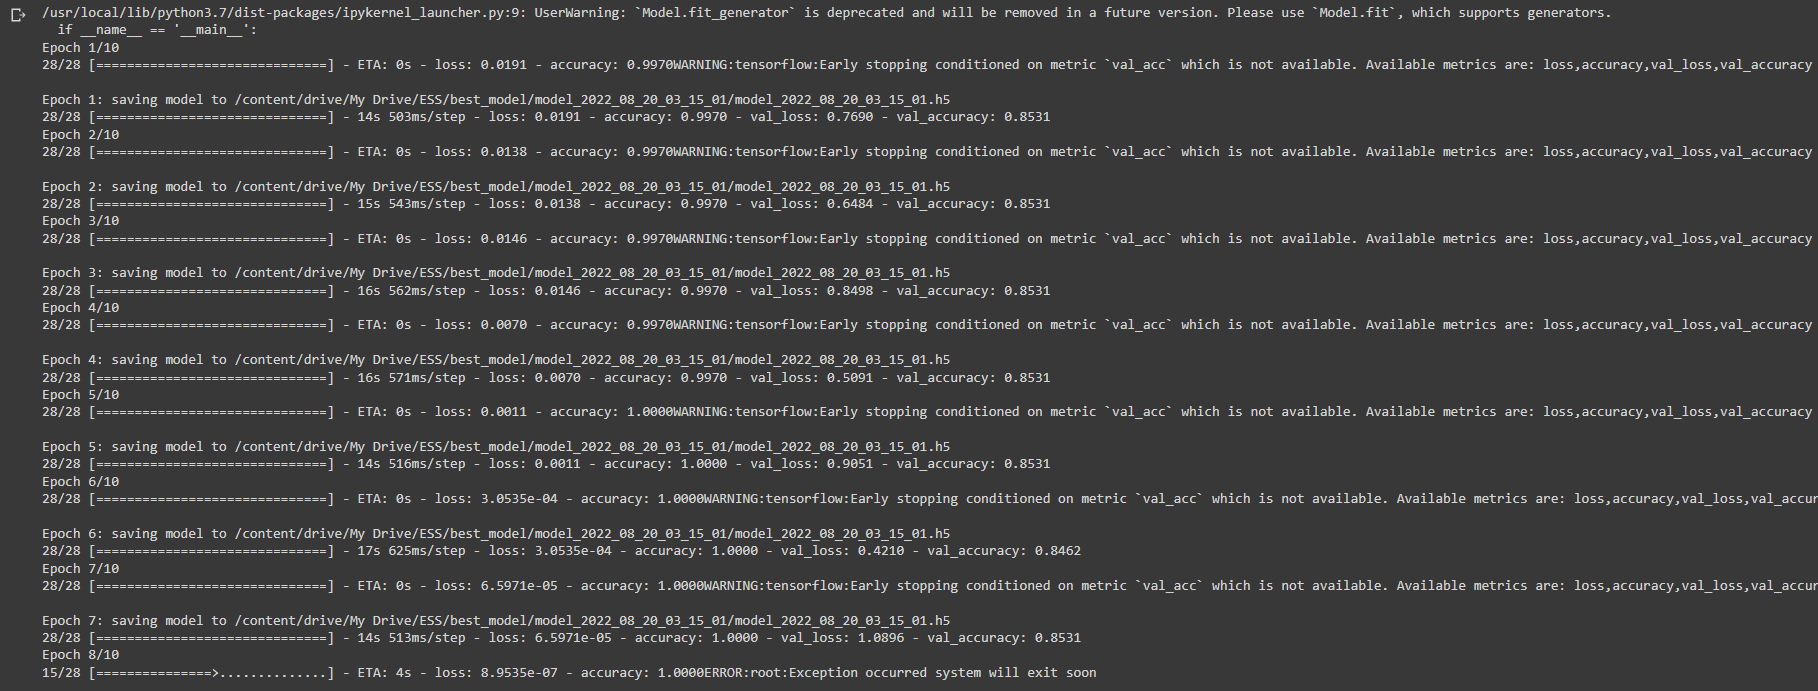 /usr/local/lib/python3.7/dist-packages/ipykernel_launcher.py:9: UserWarning: `Model.fit_generator` is deprecated and will be removed in a future version. Please use `Model.fit`, which supports generators.
  if __name__ == '__main__':
Epoch 1/10
28/28 [==============================] - ETA: 0s - loss: 0.0191 - accuracy: 0.9970WARNING:tensorflow:Early stopping conditioned on metric `val_acc` which is not available. Available metrics are: loss,accuracy,val_loss,val_accuracy
Epoch 1: saving model to /content/drive/My Drive/ESS/best_model/model_2022_08_20_03_15_01/model_2022_08_20_03_15_01.h5
28/28 [==============================] - 14s 503ms/step - loss: 0.0191 - accuracy: 0.9970 - val_loss: 0.7690 - val_accuracy: 0.8531
Epoch 2/10
28/28 [==============================] - ETA: 0s - loss: 0.0138 - accuracy: 0.9970WARNING:tensorflow:Early stopping conditioned on metric `val_acc` which is not available. Available metrics are: loss,accuracy,val_loss,val_accuracy
Epoch 2: saving model to /content/drive/My Drive/ESS/best_model/model_2022_08_20_03_15_01/model_2022_08_20_03_15_01.h5
28/28 [==============================] - 15s 543ms/step - loss: 0.0138 - accuracy: 0.9970 - val_loss: 0.6484 - val_accuracy: 0.8531
Epoch 3/10
28/28 [==============================] - ETA: 0s - loss: 0.0146 - accuracy: 0.9970WARNING:tensorflow:Early stopping conditioned on metric `val_acc` which is not available. Available metrics are: loss,accuracy,val_loss,val_accuracy
Epoch 3: saving model to /content/drive/My Drive/ESS/best_model/model_2022_08_20_03_15_01/model_2022_08_20_03_15_01.h5
28/28 [==============================] - 16s 562ms/step - loss: 0.0146 - accuracy: 0.9970 - val_loss: 0.8498 - val_accuracy: 0.8531
Epoch 4/10
28/28 [==============================] - ETA: 0s - loss: 0.0070 - accuracy: 0.9970WARNING:tensorflow:Early stopping conditioned on metric `val_acc` which is not available. Available metrics are: loss,accuracy,val_loss,val_accuracy
Epoch 4: saving model to /content/drive/My Drive/ESS/best_model/model_2022_08_20_03_15_01/model_2022_08_20_03_15_01.h5
28/28 [==============================] - 16s 571ms/step - loss: 0.0070 - accuracy: 0.9970 - val_loss: 0.5091 - val_accuracy: 0.8531
Epoch 5/10
28/28 [==============================] - ETA: 0s - loss: 0.0011 - accuracy: 1.0000WARNING:tensorflow:Early stopping conditioned on metric `val_acc` which is not available. Available metrics are: loss,accuracy,val_loss,val_accuracy
Epoch 5: saving model to /content/drive/My Drive/ESS/best_model/model_2022_08_20_03_15_01/model_2022_08_20_03_15_01.h5
28/28 [==============================] - 14s 516ms/step - loss: 0.0011 - accuracy: 1.0000 - val_loss: 0.9051 - val_accuracy: 0.8531
Epoch 6/10
28/28 [==============================] - ETA: 0s - loss: 3.0535e-04 - accuracy: 1.0000WARNING:tensorflow:Early stopping conditioned on metric `val_acc` which is not available. Available metrics are: loss,accuracy,val_loss,val_accur
Epoch 6: saving model to /content/drive/My Drive/ESS/best_model/model_2022_08_20_03_15_01/model_2022_08_20_03_15_01.h5
28/28 [==============================] - 17s 625ms/step - loss: 3.0535e-04 - accuracy: 1.0000 - val_loss: 0.4210 - val_accuracy: 0.8462
Epoch 7/10
28/28 [==============================] - ETA: 0s - loss: 6.5971e-05 - accuracy: 1.0000WARNING:tensorflow:Early stopping conditioned on metric `val_acc` which is not available. Available metrics are: loss,accuracy,val_loss,val_accur
Epoch 7: saving model to /content/drive/My Drive/ESS/best_model/model_2022_08_20_03_15_01/model_2022_08_20_03_15_01.h5
28/28 [==============================] - 14s 513ms/step - loss: 6.5971e-05 - accuracy: 1.0000 - val_loss: 1.0896 - val_accuracy: 0.8531
Epoch 8/10
15/28 [===============>..............] - ETA: 4s - loss: 8.9535e-07 - accuracy: 1.0000ERROR:root:Exception occurred system will exit soon